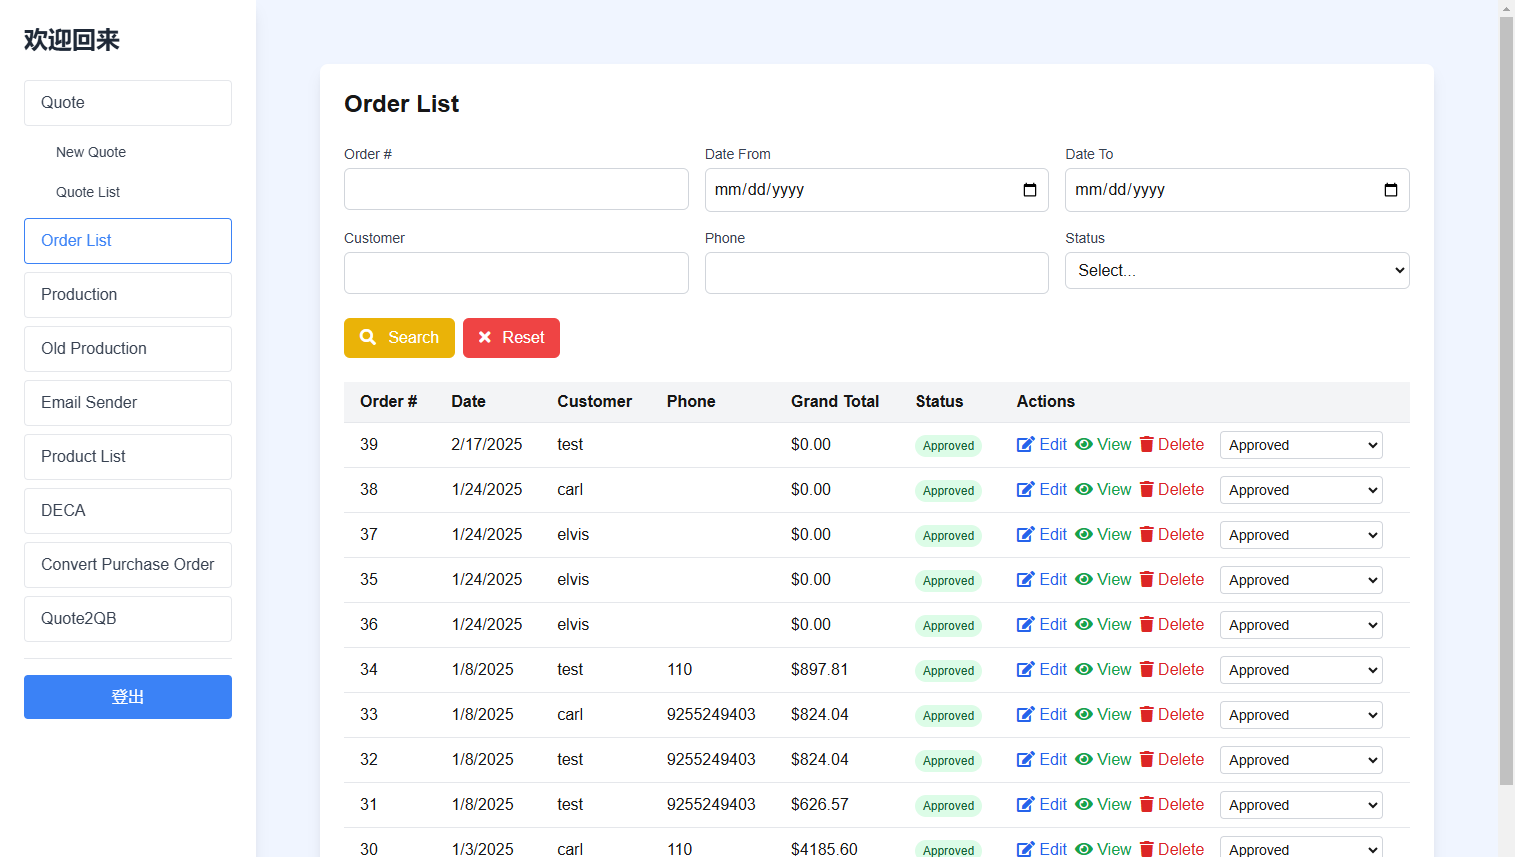 欢迎回来
Quote
New Quote
Quote List
Order List
Production
Old Production
Email Sender
Product List
DECA
Convert Purchase Order
Quote2QB
登出
Order List
Order # Date From Date To
mm/dd/yyyy mm/dd/yyyy
Customer Phone Status
Select...
Search Reset
Order # Date Customer Phone Grand Total Status Actions
39 2/17/2025 test $0.00 Approved Edit View Delete Approved
38 1/24/2025 carl $0.00 Approved Edit View Delete Approved
37 1/24/2025 elvis $0.00 Approved Edit View Delete Approved
35 1/24/2025 elvis $0.00 Approved Edit View Delete Approved
36 1/24/2025 elvis $0.00 Approved Edit View Delete Approved
34 1/8/2025 test 110 $897.81 Approved Edit View Delete Approved
33 1/8/2025 carl 9255249403 $824.04 Approved Edit View Delete Approved
32 1/8/2025 test 9255249403 $824.04 Approved Edit View Delete Approved
31 1/8/2025 test 9255249403 $626.57 Approved Edit View Delete Approved
30 1/3/2025 carl 110 $4185.60 Approved Edit View Delete Approved